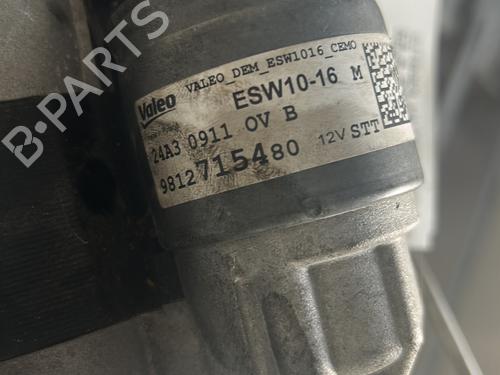 B-PARTS
VALEO_DEM_ESW1016_CEMO
Valeo ESW10-16 M
24A3 0911 OV B
9812715480 12V STT